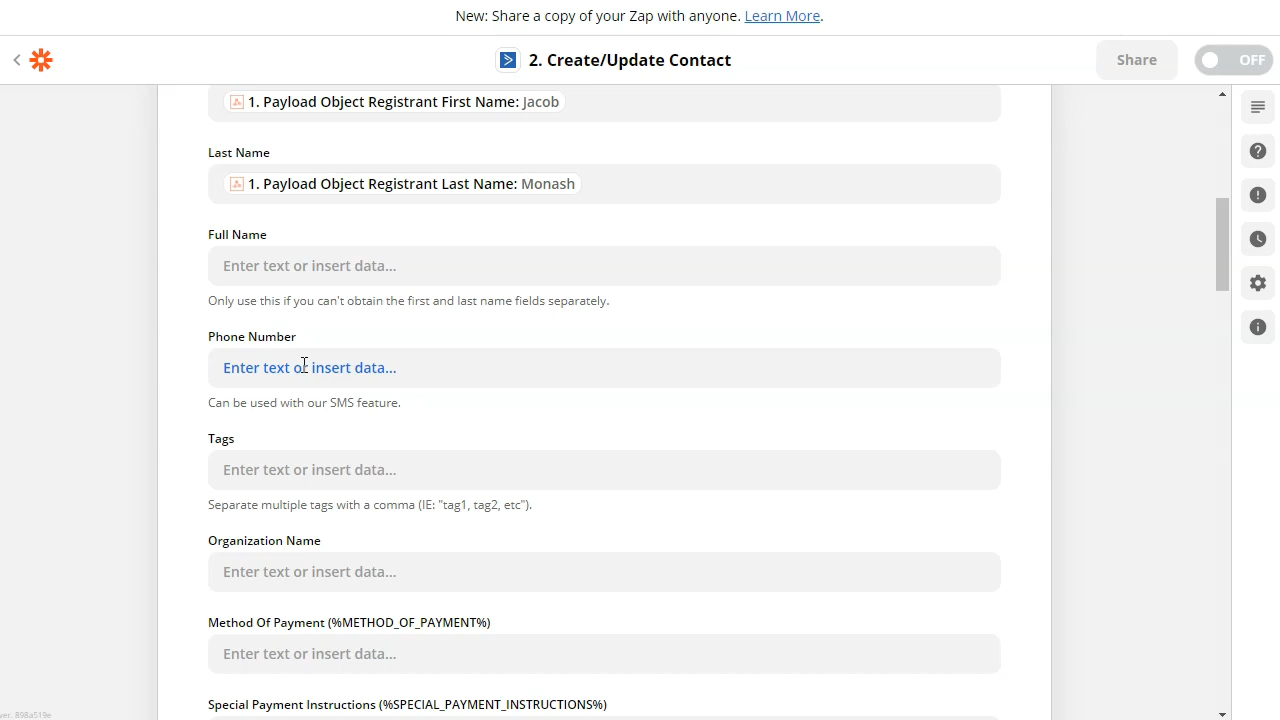 New: Share a copy of your Zap with anyone. Learn More.
2. Create/Update Contact
Share
OFF
1. Payload Object Registrant First Name: Jacob
Last Name
1. Payload Object Registrant Last Name: Monash
Full Name
Enter text or insert data...
Only use this if you can't obtain the first and last name fields separately.
Phone Number
Enter text or insert data...
Can be used with our SMS feature.
Tags
Enter text or insert data...
Separate multiple tags with a comma (IE: "tag1, tag2, etc").
Organization Name
Enter text or insert data...
Method Of Payment (%METHOD_OF_PAYMENT%)
Enter text or insert data...
Special Payment Instructions (%SPECIAL_PAYMENT_INSTRUCTIONS%)
ver. 898a519e